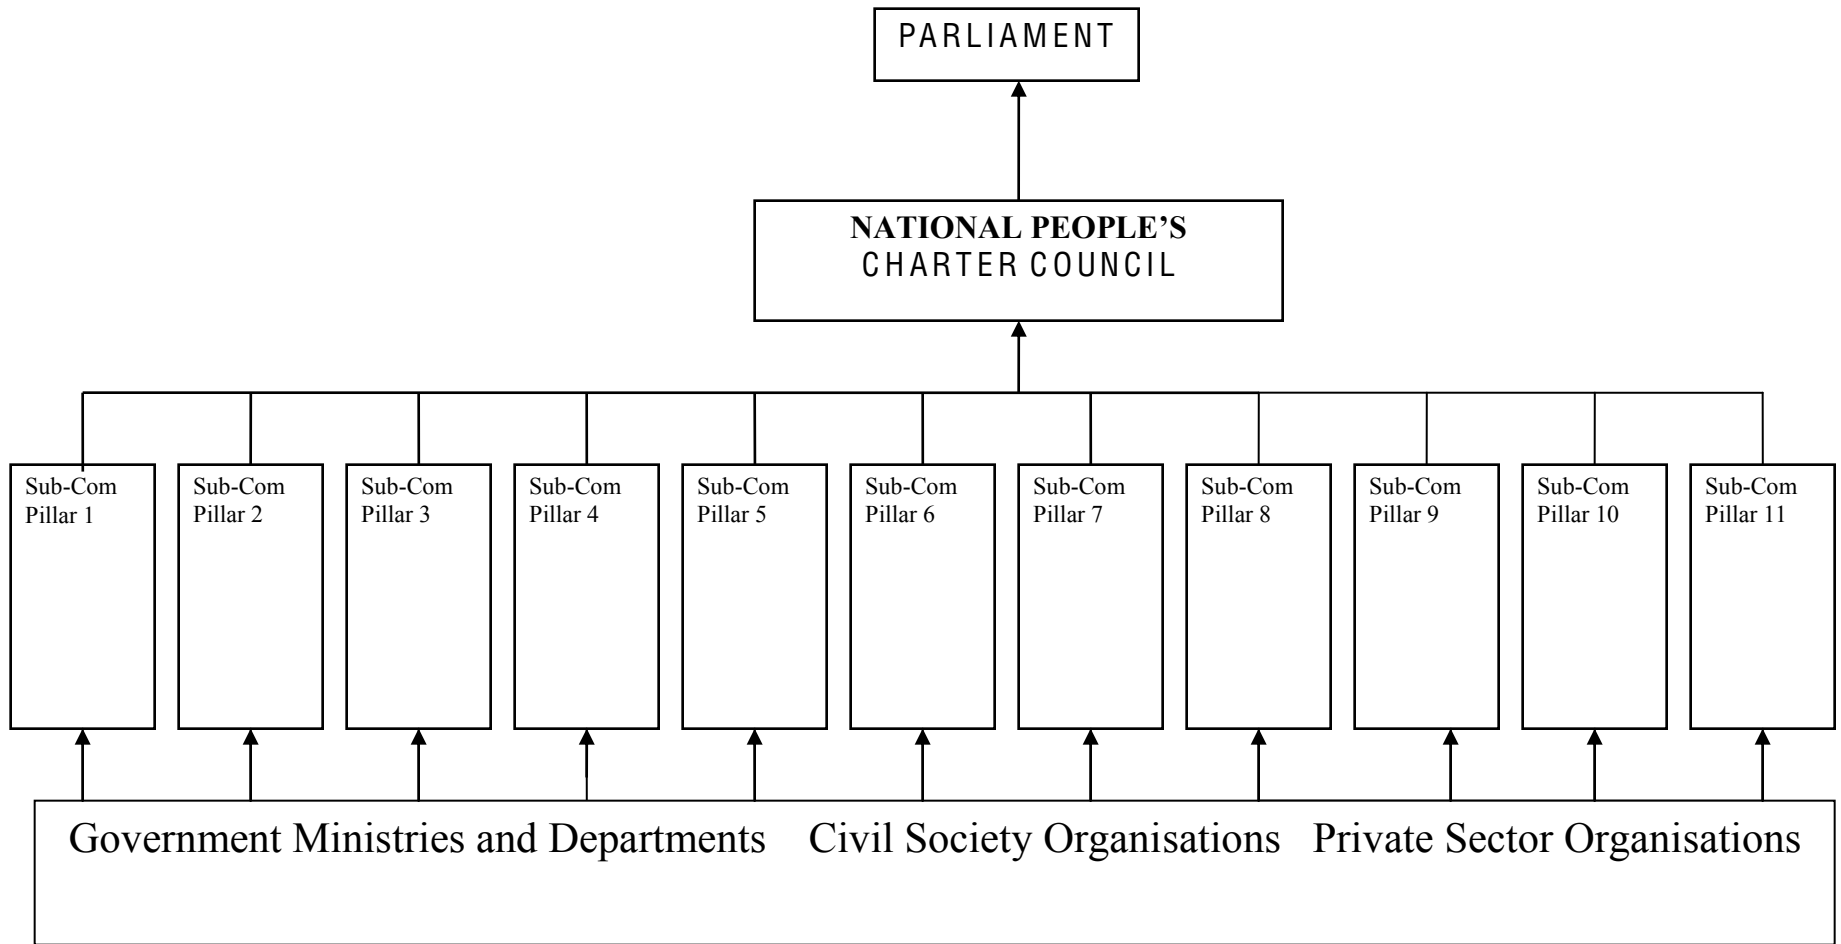 PARLIAMENT
NATIONAL PEOPLE’S
CHARTER COUNCIL
Sub-Com
Pillar 1
Sub-Com
Pillar 2
Sub-Com
Pillar 3
Sub-Com
Pillar 4
Sub-Com
Pillar 5
Sub-Com
Pillar 6
Sub-Com
Pillar 7
Sub-Com
Pillar 8
Sub-Com
Pillar 9
Sub-Com
Pillar 10
Sub-Com
Pillar 11
Government Ministries and Departments Civil Society Organisations Private Sector Organisations